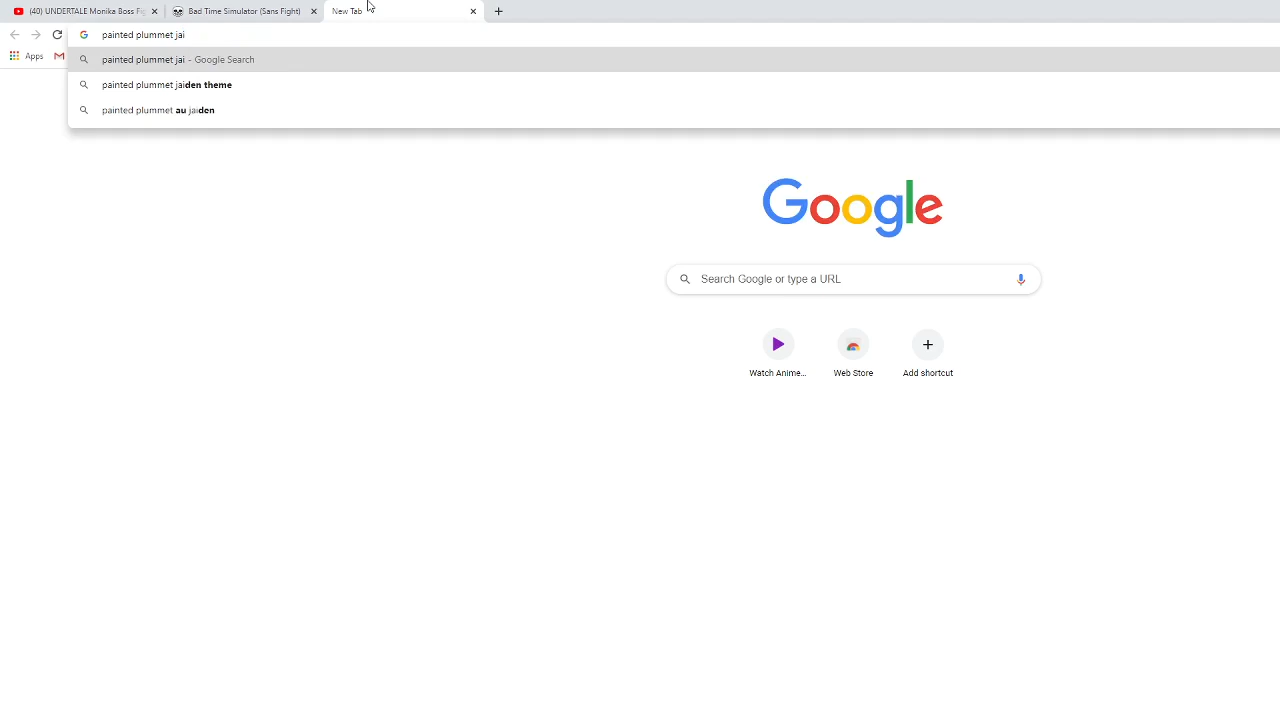 (40) UNDERTALE Monika Boss Fig
Bad Time Simulator (Sans Fight)
New Tab
painted plummet jai
Apps
painted plummet jai - Google Search
painted plummet jaiden theme
painted plummet au jaiden
Google
Search Google or type a URL
Watch Anime...
Web Store
Add shortcut